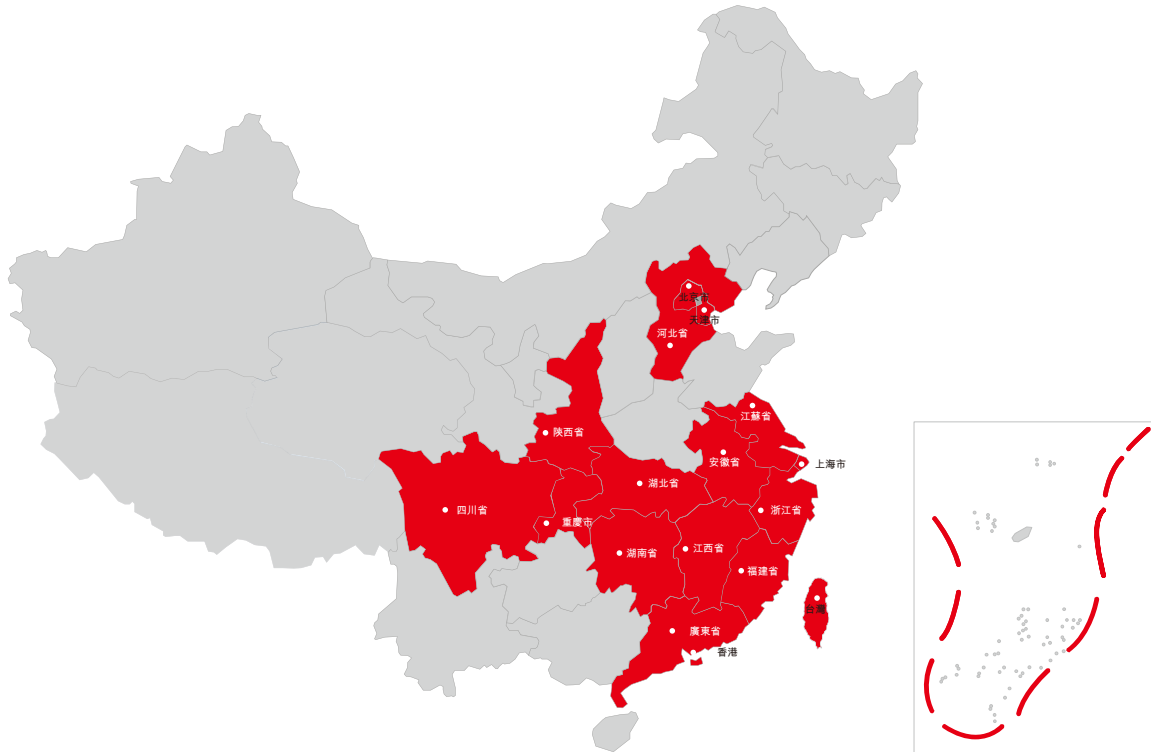 北京市
天津市
河北省
江蘇省
陝西省
安徽省
上海市
湖北省
四川省
浙江省
重慶市
湖南省
江西省
福建省
台灣
廣東省
香港